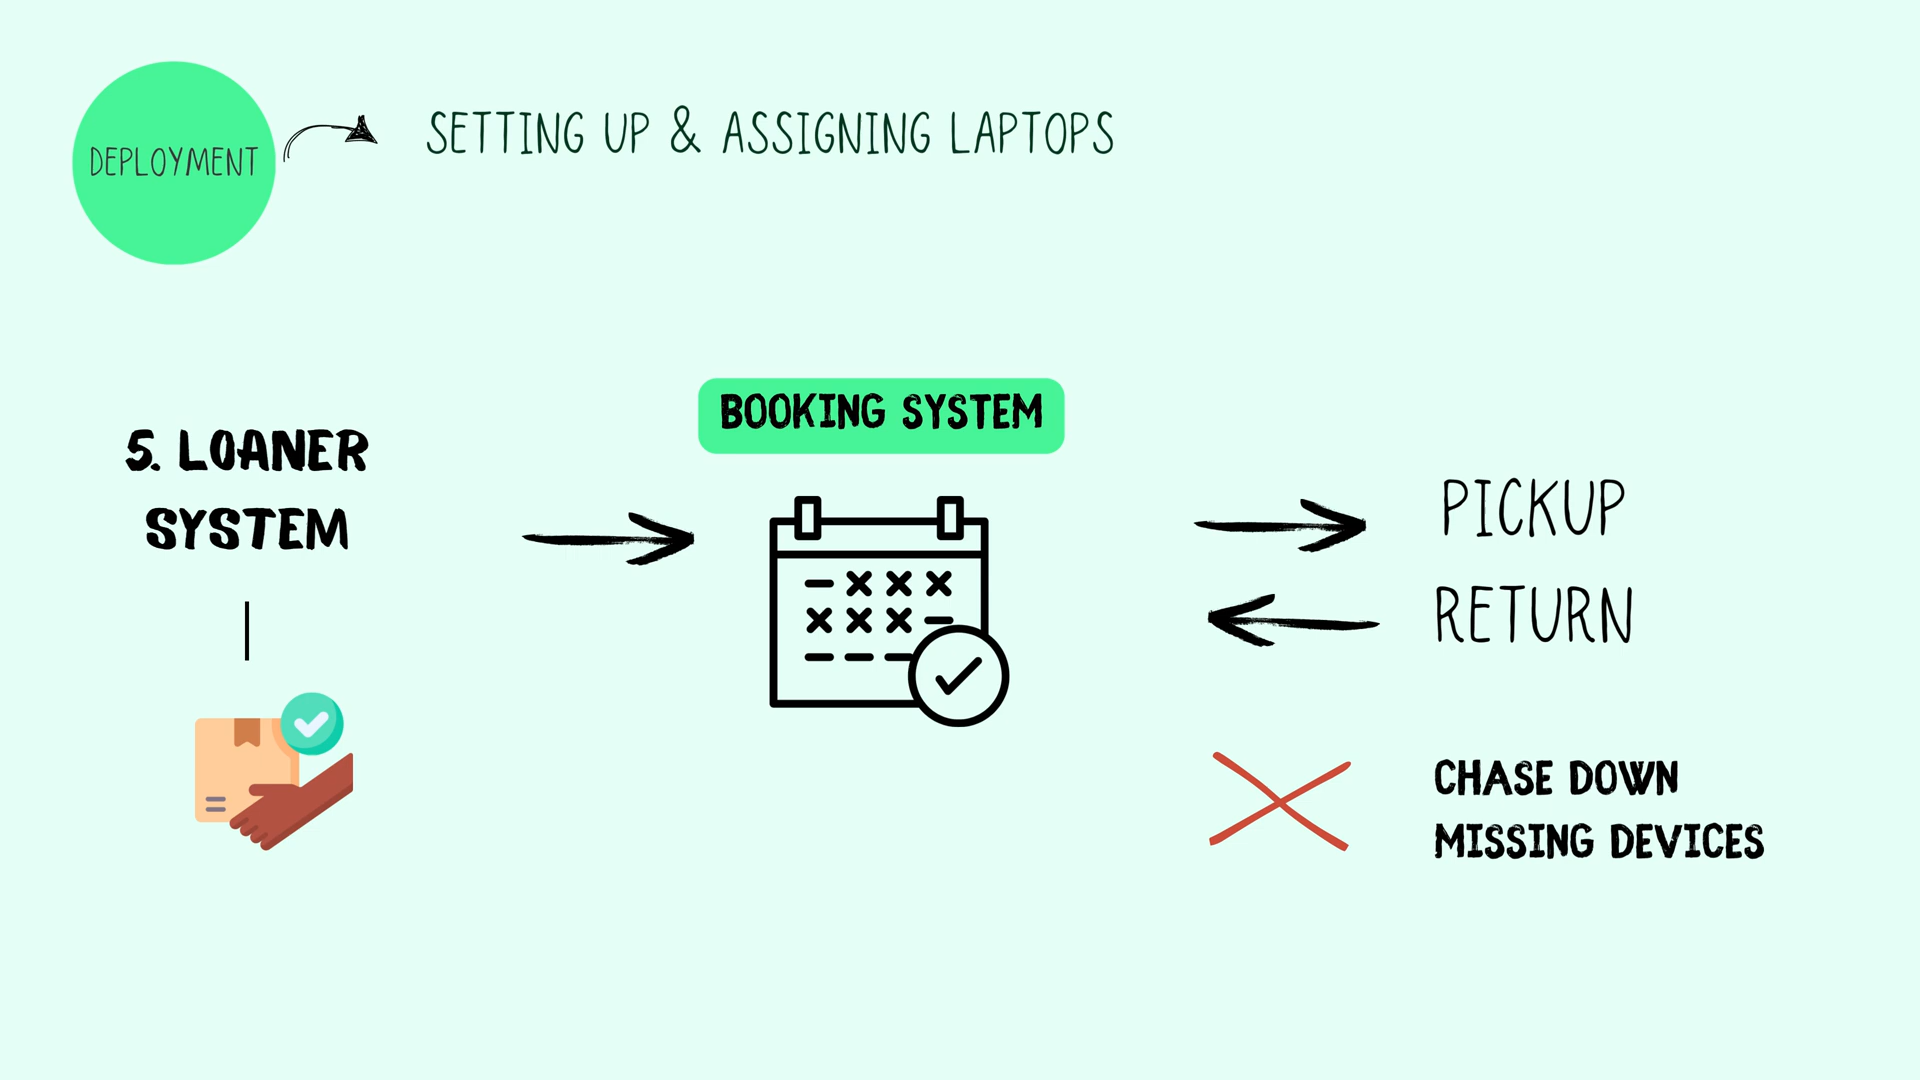 DEPLOYMENT
SETTING UP & ASSIGNING LAPTOPS
5. LOANER
SYSTEM
BOOKING SYSTEM
PICKUP
RETURN
CHASE DOWN
MISSING DEVICES